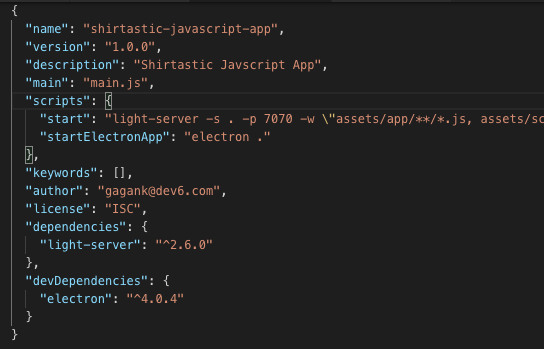 {
"name": "shirtastic-javascript-app",
"version": "1.0.0",
"description": "Shirtastic Javscript App",
"main": "main.js",
"scripts": {
"start": "light-server -s . -p 7070 -w \"assets/app/**/*.js, assets/sc
"startElectronApp": "electron ."
},
"keywords": [],
"author": "gagank@dev6.com",
"license": "ISC",
"dependencies": {
"light-server": "^2.6.0"
},
"devDependencies": {
"electron": "^4.0.4"
}
}